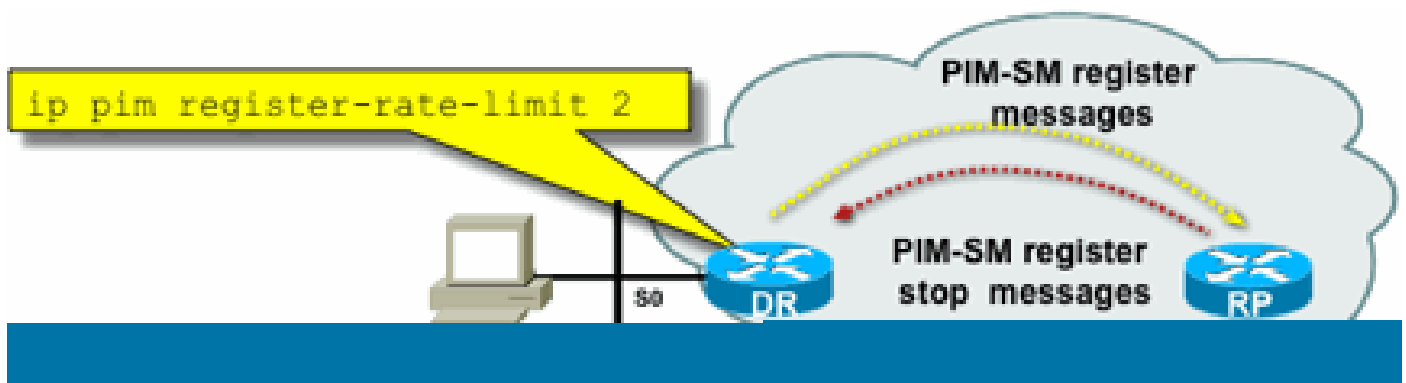 ip pim register-rate-limit 2
PIM-SM register
messages
PIM-SM register
stop messages
S0
DR
RP